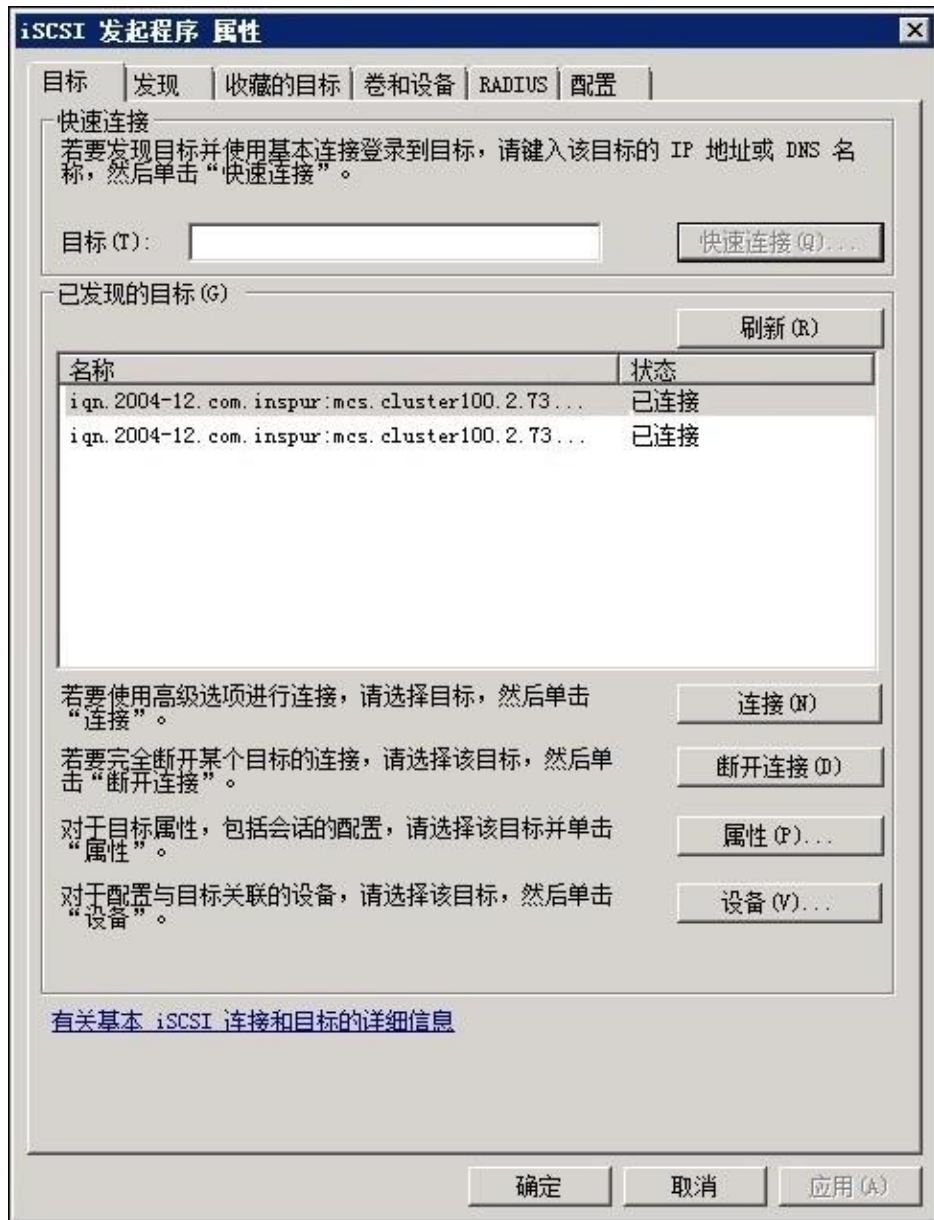 iSCSI 发起程序 属性
目标 发现 收藏的目标 卷和设备 RADIUS 配置
快速连接
若要发现目标并使用基本连接登录到目标，请键入该目标的 IP 地址或 DNS 名
称，然后单击“快速连接”。
目标(T): 快速连接(Q)...
已发现的目标(G)
刷新(R)
名称 状态
iqn.2004-12.com.inspur:mcs.cluster100.2.73... 已连接
iqn.2004-12.com.inspur:mcs.cluster100.2.73... 已连接
若要使用高级选项进行连接，请选择目标，然后单击
“连接”。
连接(N)
若要完全断开某个目标的连接，请选择该目标，然后单
击“断开连接”。
断开连接(D)
对于目标属性，包括会话的配置，请选择该目标并单击
“属性”。
属性(P)...
对于配置与目标关联的设备，请选择该目标，然后单击
“设备”。
设备(V)...
有关基本 iSCSI 连接和目标的详细信息
确定 取消 应用(A)